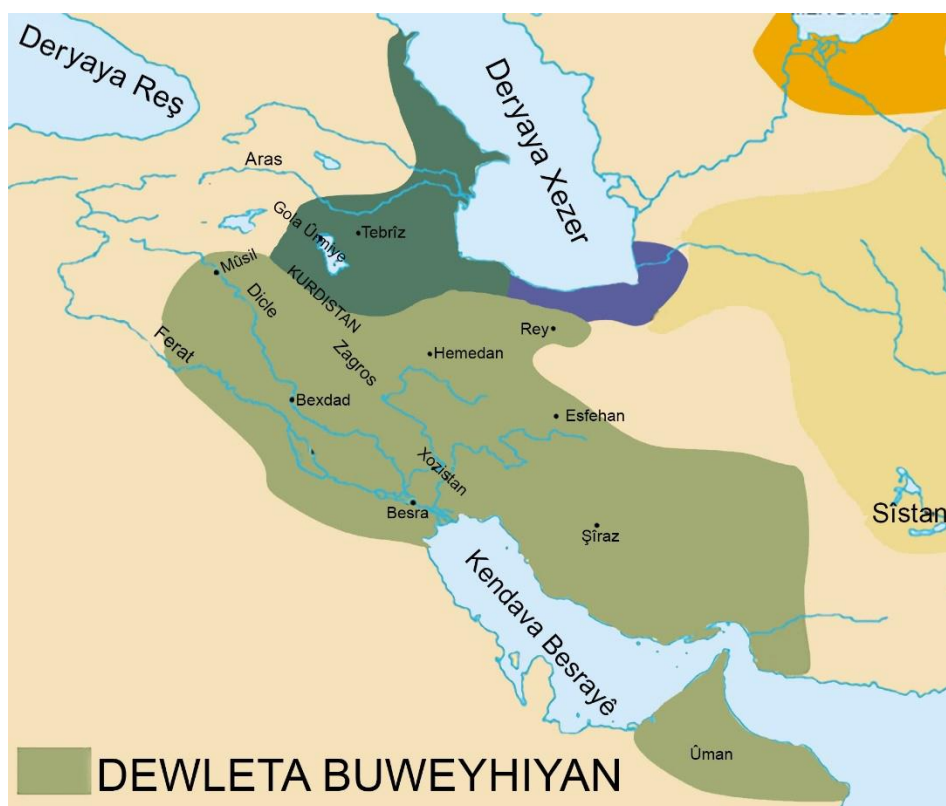 Deryaya Reş
Deryaya Xezer
Aras
Gola Ûrmiye
Tebrîz
Mûsil
KURDISTAN
Dicle
Rey
Zagros
Hemedan
Ferat
Bexdad
Esfehan
Xozistan
Besra
Sîstan
Şîraz
Kendava Besrayê
Ûman
DEWLETA BUWEYHIYAN